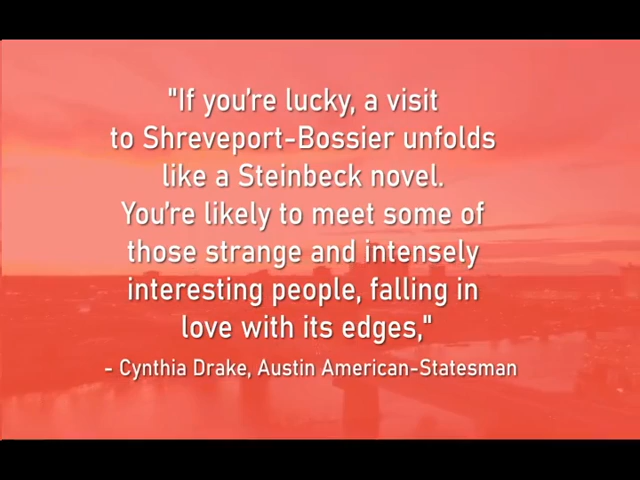 "If you’re lucky, a visit
to Shreveport-Bossier unfolds
like a Steinbeck novel.
You’re likely to meet some of
those strange and intensely
interesting people, falling in
love with its edges,"
- Cynthia Drake, Austin American-Statesman